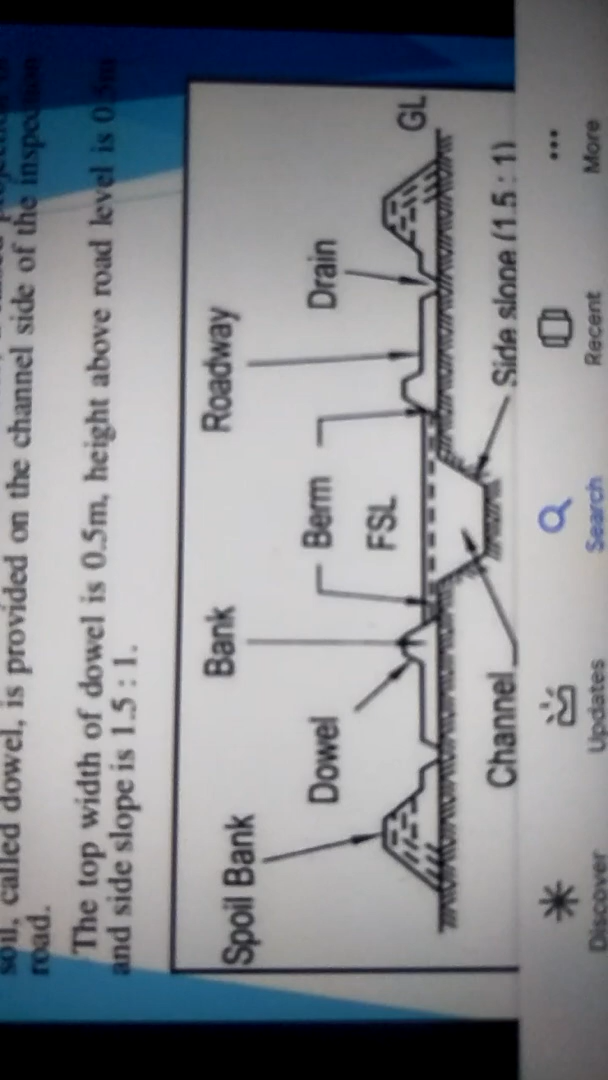 soil, called dowel, is provided on the channel side of the inspection
road.
The top width of dowel is 0.5m, height above road level is 0.5m
and side slope is 1.5 : 1.
Spoil Bank
Bank
Roadway
Dowel
Berm
Drain
FSL
GL
Channel
Side slope (1.5 : 1)
Discover
Updates
Search
Recent
More